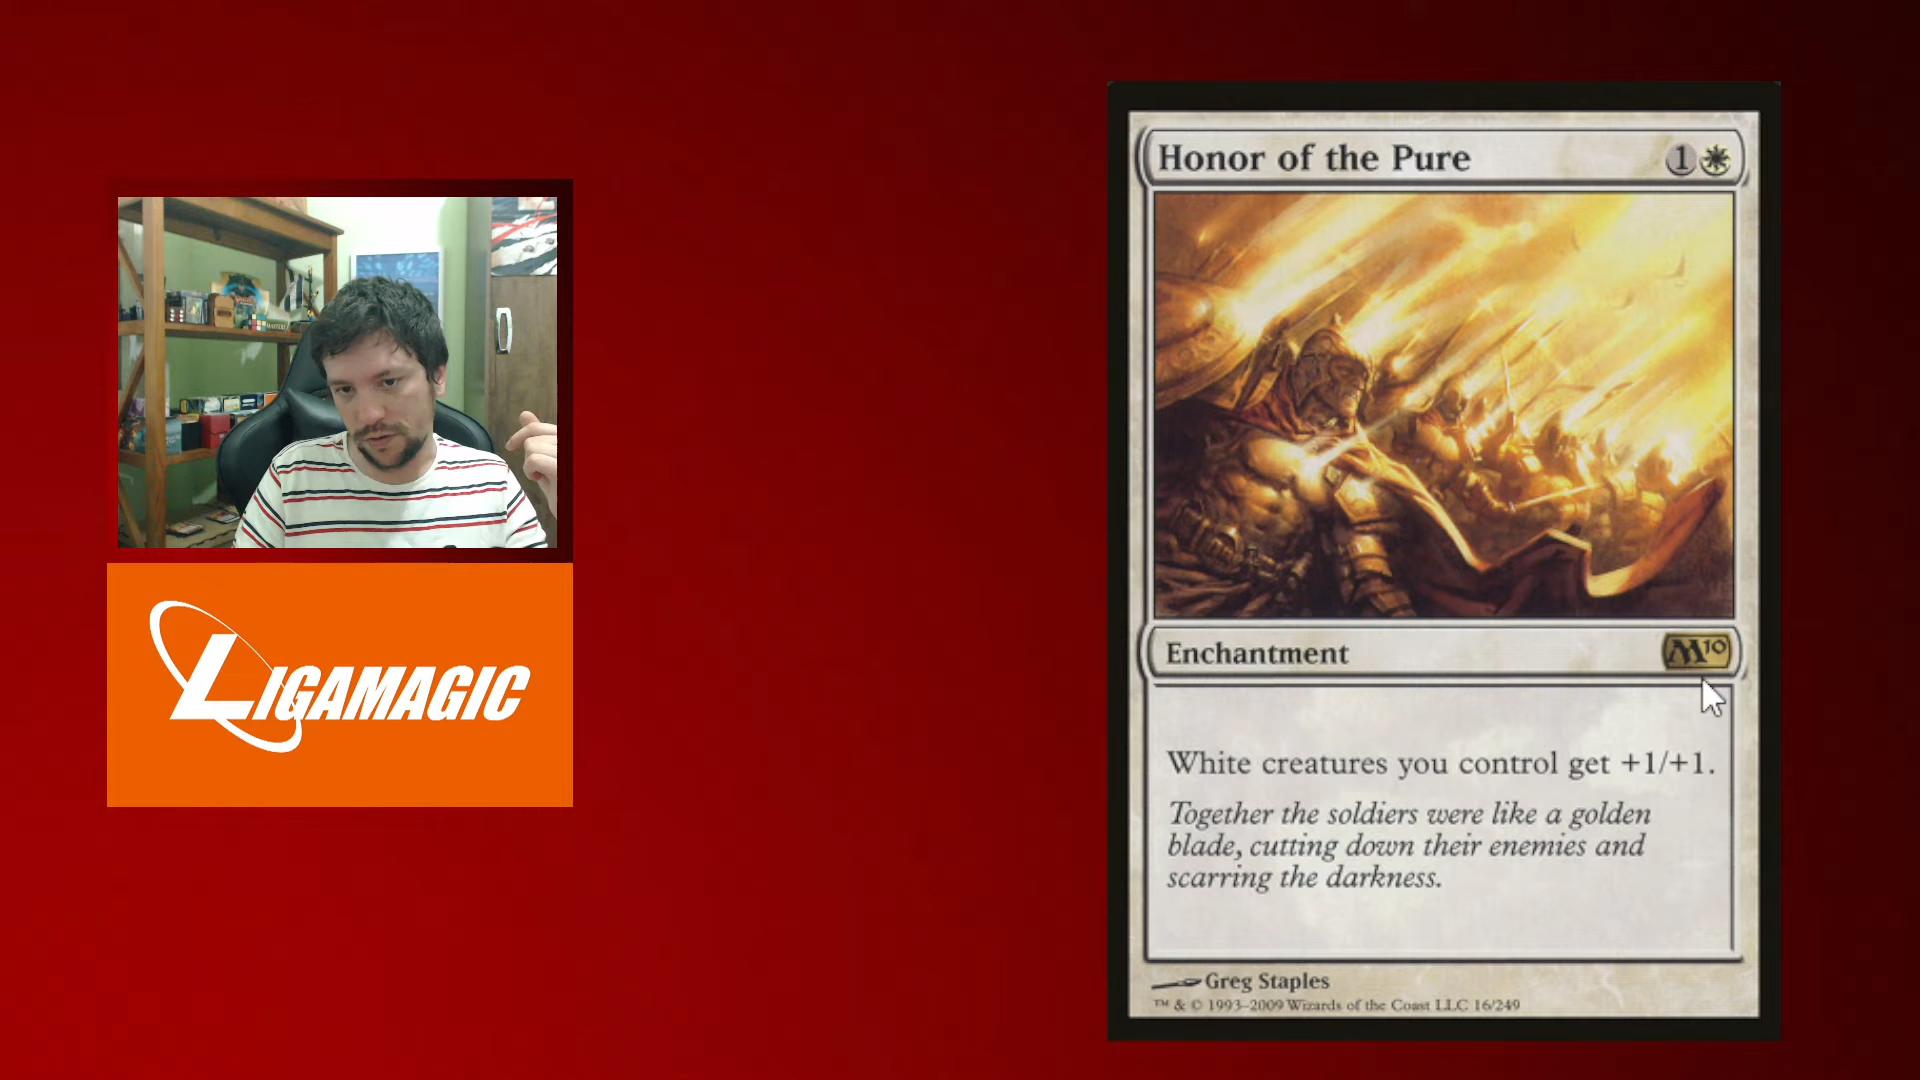 LIGAMAGIC
Honor of the Pure 1
Enchantment M10
White creatures you control get +1/+1.
Together the soldiers were like a golden
blade, cutting down their enemies and
scarring the darkness.
Greg Staples
™ & © 1993–2009 Wizards of the Coast LLC 16/249